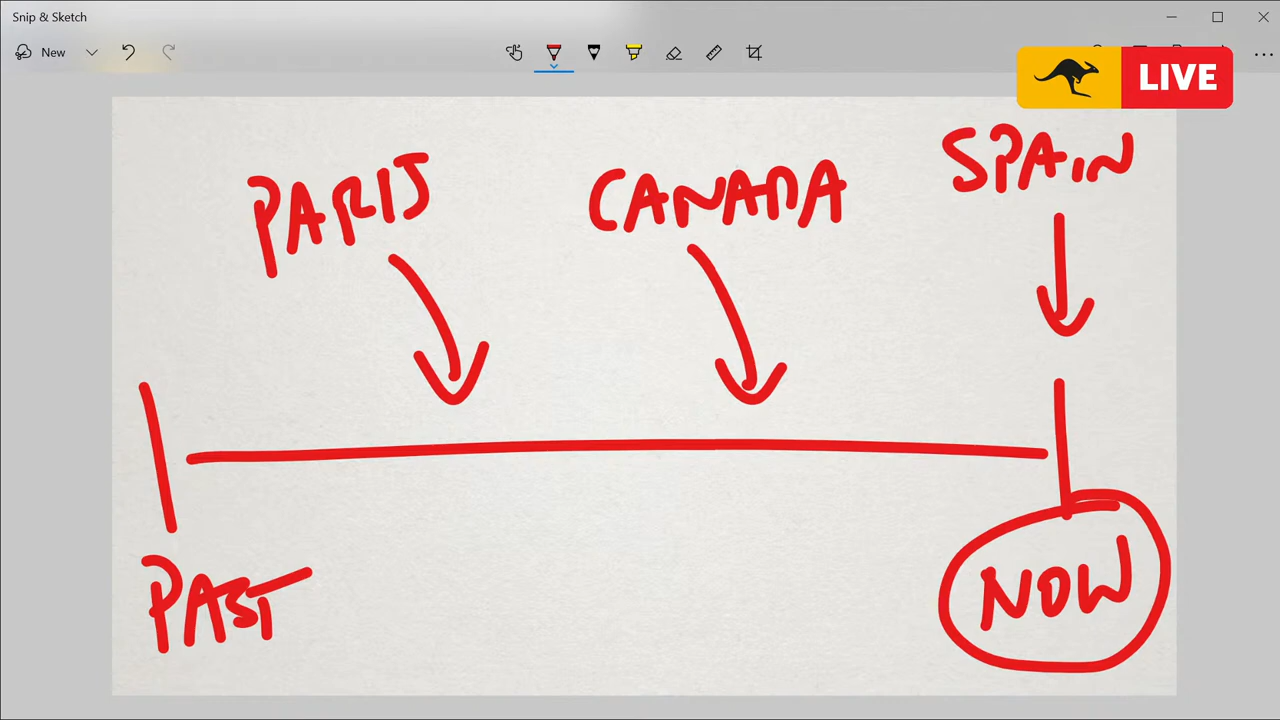 Snip & Sketch
New
LIVE
PARIS
CANADA
SPAIN
PAST
NOW